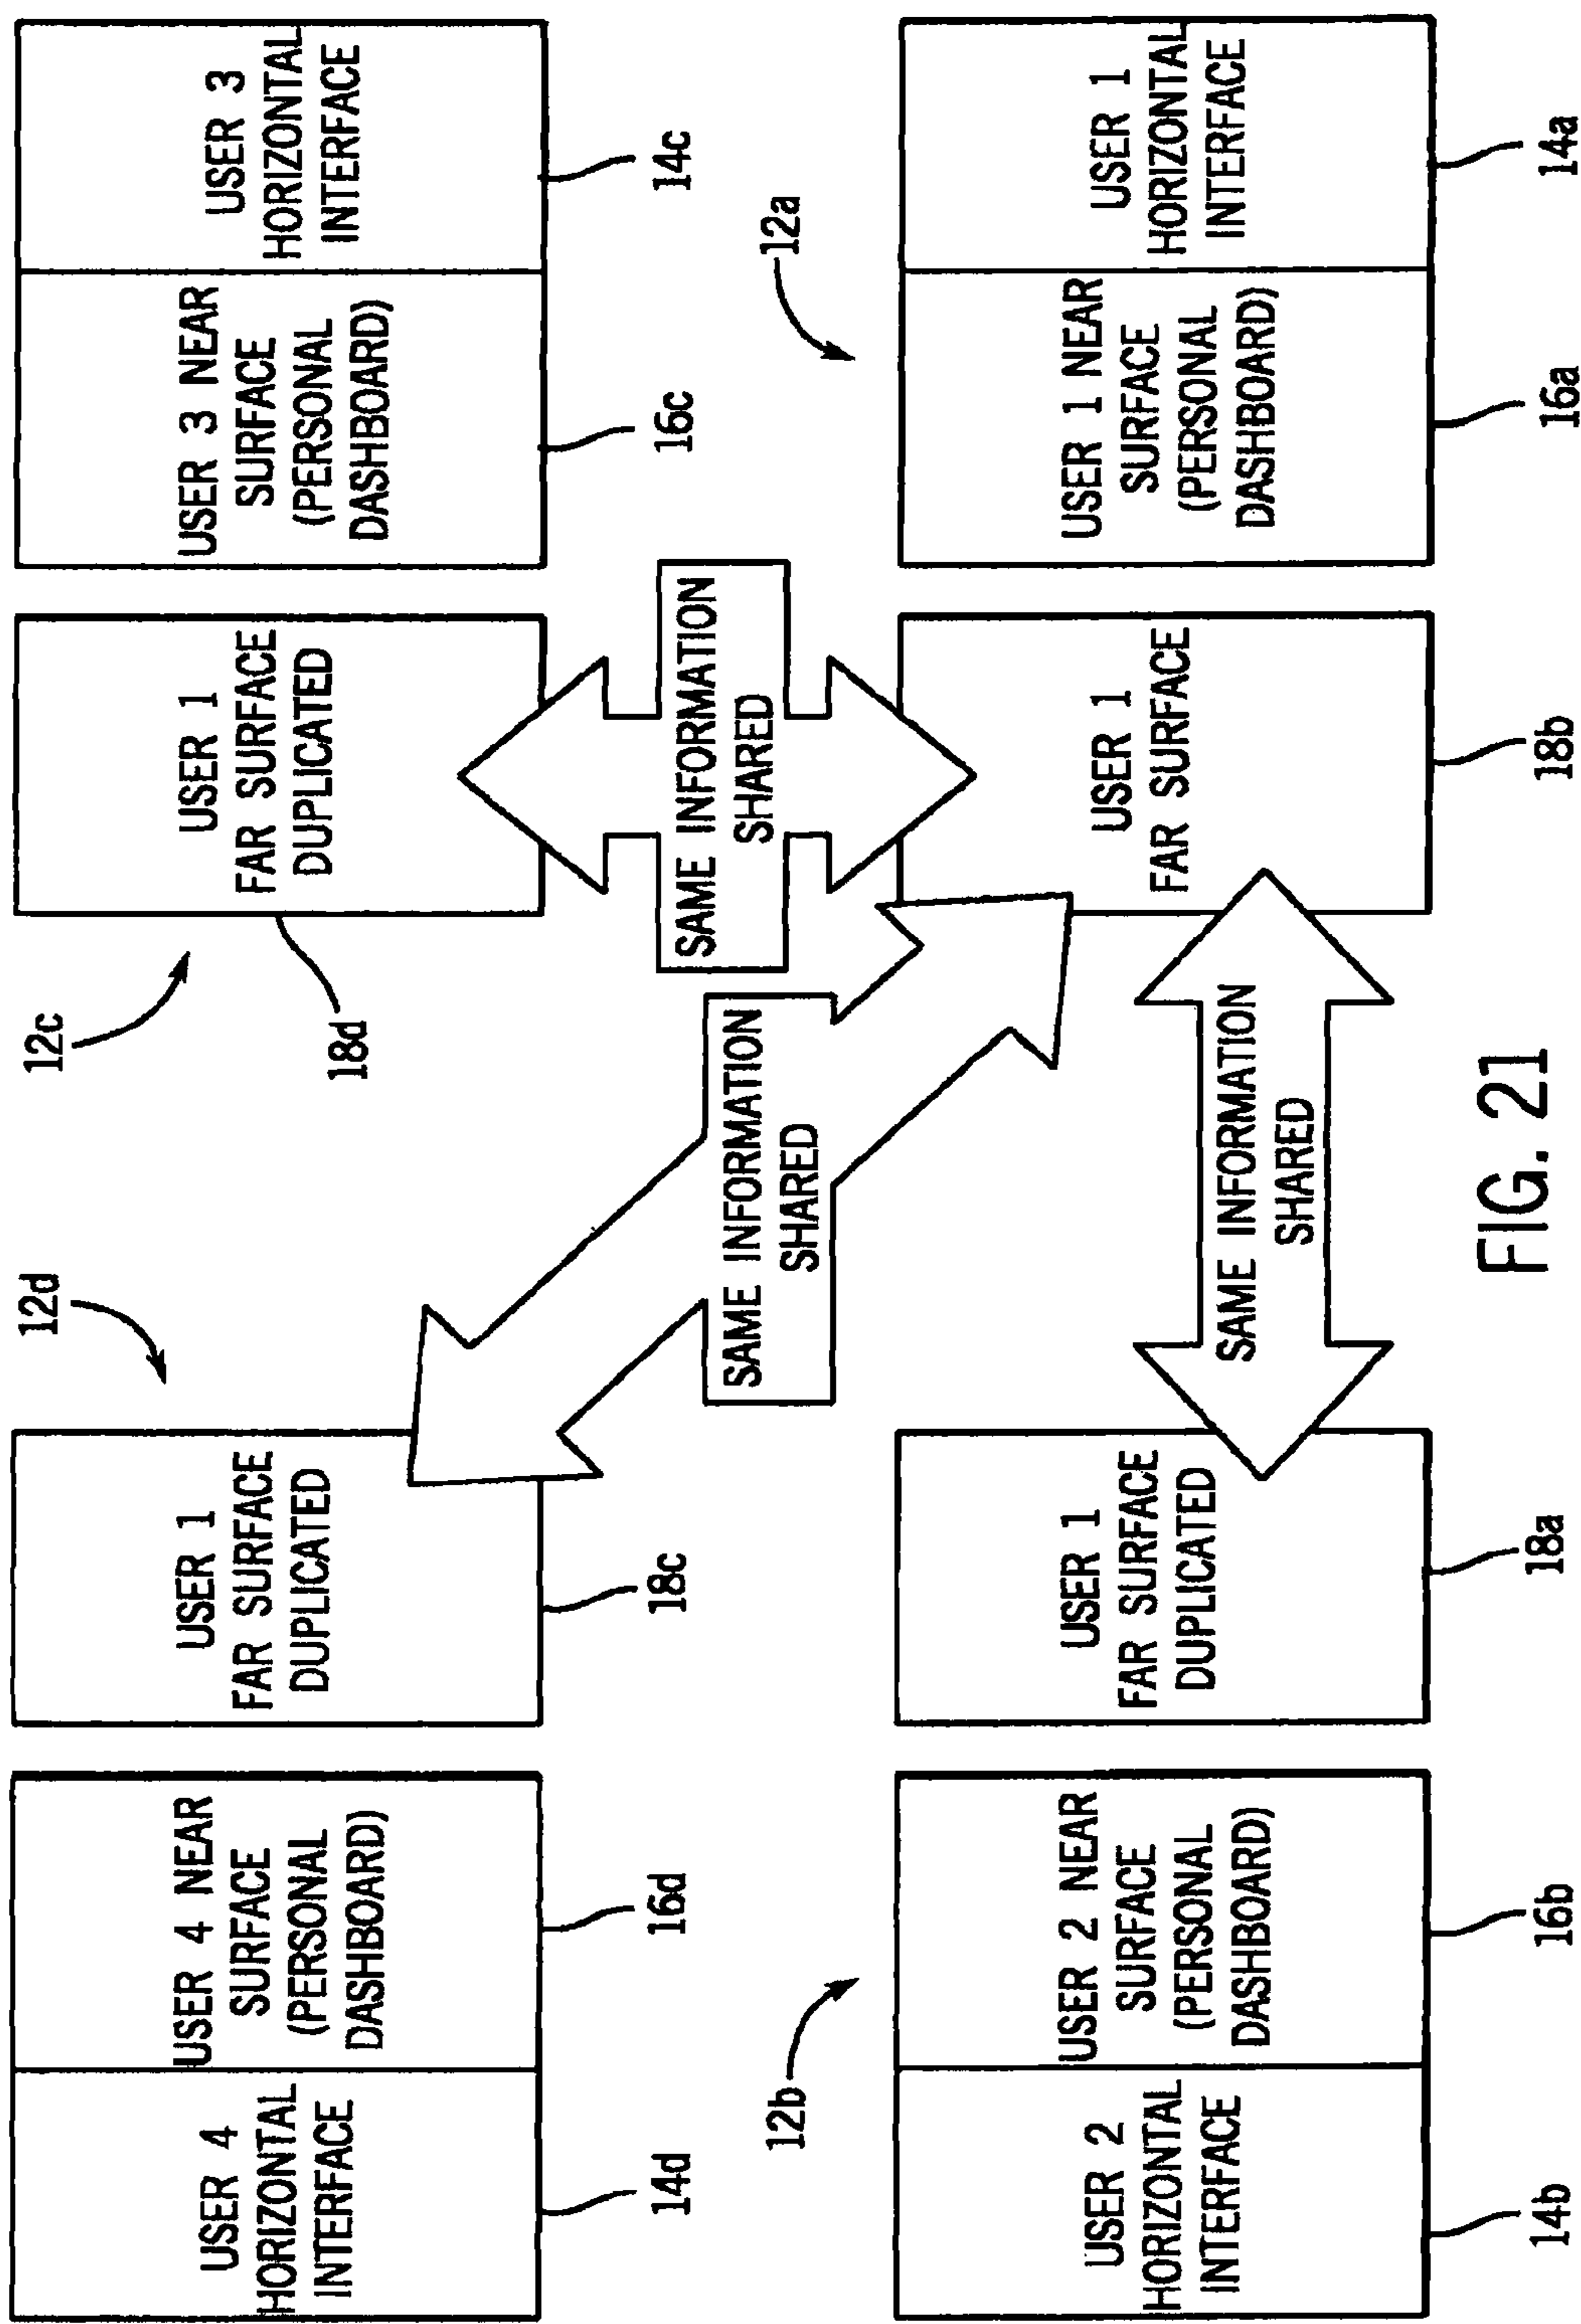 USER 4
HORIZONTAL
INTERFACE
14d
USER 4 NEAR
SURFACE
(PERSONAL
DASHBOARD)
16d
12d
USER 1
FAR SURFACE
DUPLICATED
18c
12c
USER 1
FAR SURFACE
DUPLICATED
18d
USER 3 NEAR
SURFACE
(PERSONAL
DASHBOARD)
16c
USER 3
HORIZONTAL
INTERFACE
14c
SAME INFORMATION
SHARED
SAME INFORMATION
SHARED
12b
12a
USER 2
HORIZONTAL
INTERFACE
14b
USER 2 NEAR
SURFACE
(PERSONAL
DASHBOARD)
16b
USER 1
FAR SURFACE
DUPLICATED
18a
SAME INFORMATION
SHARED
USER 1
FAR SURFACE
18b
USER 1 NEAR
SURFACE
(PERSONAL
DASHBOARD)
16a
USER 1
HORIZONTAL
INTERFACE
14a
FIG. 21